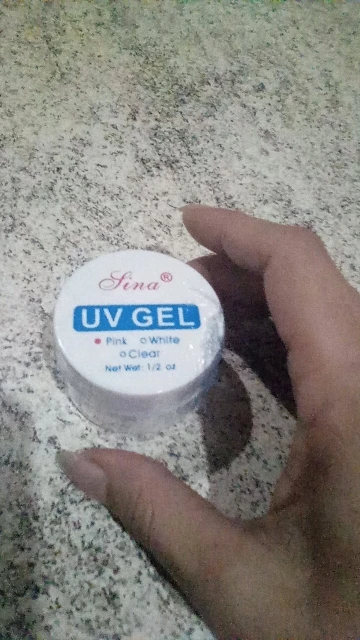 Sina®
UV GEL
Pink White
Clear
Net Wet: 1/2 oz